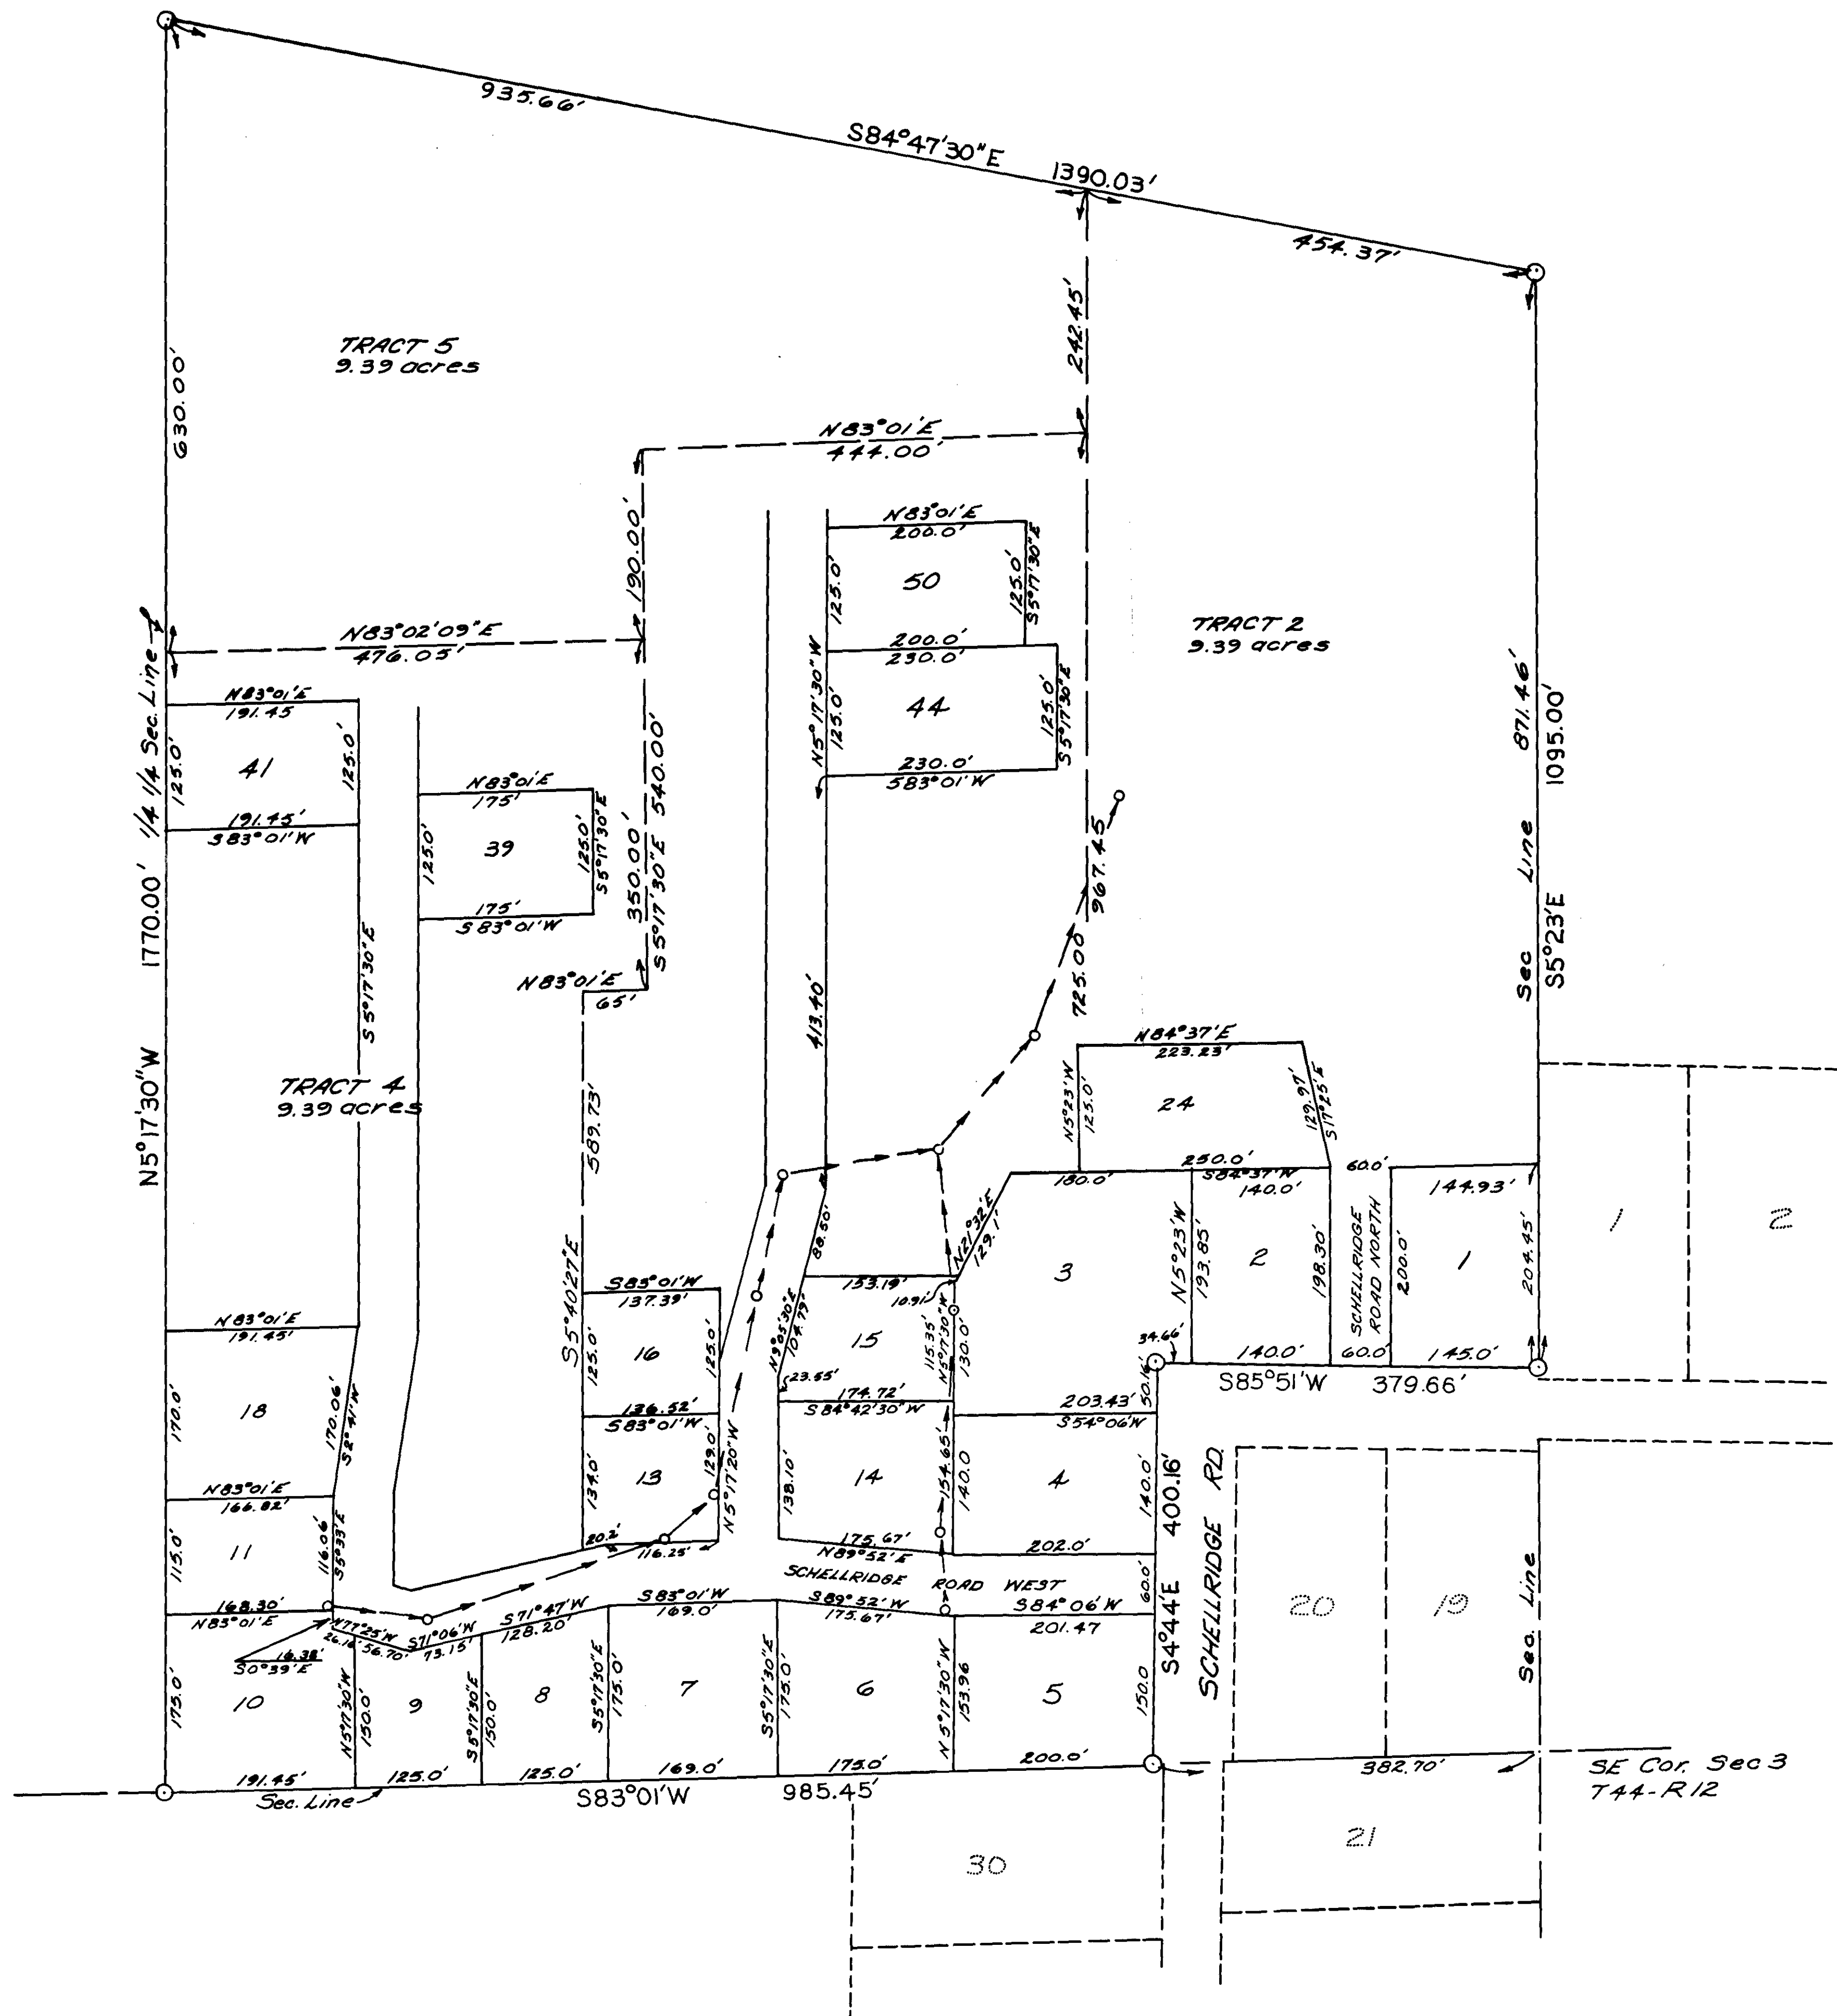 935.66'
S84°47'30"E
1390.03'
454.37'
242.45'
TRACT 5
9.39 acres
630.00'
N83°01'E
444.00'
190.00'
N83°01'E
200.0'
50
125.0'
125.0'
S5°17'30"E
200.0'
230.0'
TRACT 2
9.39 acres
N83°02'09"E
476.05'
1/4 1/4 Sec. Line
N5°17'30"W
125.0'
44
125.0'
S5°17'30"E
230.0'
S83°01'W
N83°01'E
191.45
125.0'
41
125.0'
191.45'
S83°01'W
N83°01'E
175'
125.0'
39
125.0'
S5°17'30"E
175'
S83°01'W
350.00'
S5°17'30"E 540.00'
N83°01'E
65'
1770.00'
N5°17'30"W
S5°17'30"E
Sec Line 871.46'
S5°23'E 1095.00'
725.00
967.45
413.40'
TRACT 4
9.39 acres
589.73'
S5°40'27"E
N84°37'E
223.23'
N5°23'W
125.0'
24
129.97'
S17°25'E
250.0'
S84°37'W
180.0'
140.0'
60.0'
144.93'
1
2
88.50'
N21°32'E
129.1'
3
N5°23'W
193.85'
2
198.30'
SCHELLRIDGE
ROAD NORTH
200.0'
1
204.45'
S83°01'W
137.39'
153.19'
10.91'
N9°05'30"E
104.79'
15
115.35'
N5°17'30"W
130.0'
125.0'
16
125.0'
23.55'
34.66'
140.0'
60.0'
145.0'
S85°51'W 379.66'
50.16'
N83°01'E
191.45'
170.0'
18
170.06'
S2°41'W
136.52'
S83°01'W
174.72'
S84°42'30"W
203.43'
S54°06'W
134.0'
13
129.0'
N5°17'20"W
138.10'
14
154.65'
140.0
4
140.0'
S4°44'E 400.16'
SCHELLRIDGE RD.
N83°01'E
166.82'
115.0'
11
116.06'
S5°33'E
20.2'
116.25'
175.67'
N89°52'E
202.0'
SCHELLRIDGE ROAD WEST
60.0'
20
19
Sec. Line
168.30'
N83°01'E
N77°25'W
26.16'
56.70'
S71°06'W
73.15'
S71°47'W
128.20'
S83°01'W
169.0'
S89°52'W
175.67'
S84°06'W
201.47
16.38'
S0°39'E
175.0'
10
N5°17'30"W
150.0'
9
S5°17'30"E
150.0'
8
S5°17'30"E
175.0'
7
S5°17'30"E
175.0'
6
N5°17'30"W
153.96
5
150.0
191.45'
125.0'
125.0'
169.0'
175.0'
200.0'
Sec. Line
S83°01'W
985.45'
382.70'
SE Cor. Sec 3
T44-R12
30
21